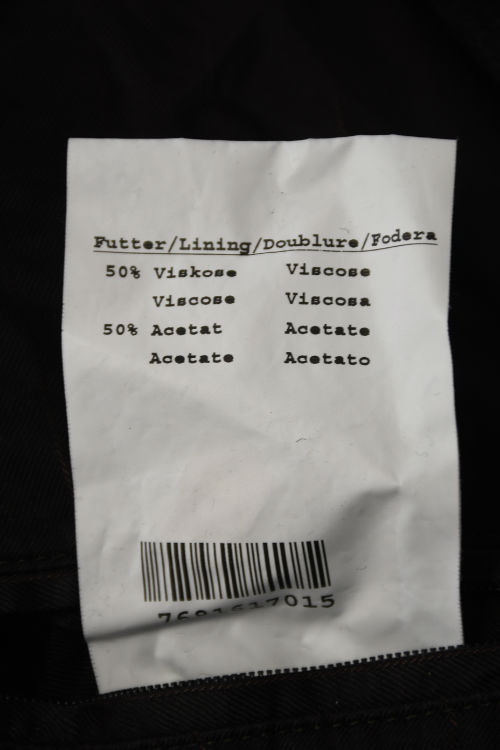 Futter/Lining/Doublure/Fodera
50% Viskose Viscose
Viscose Viscosa
50% Acetat Acetate
Acetate Acetato